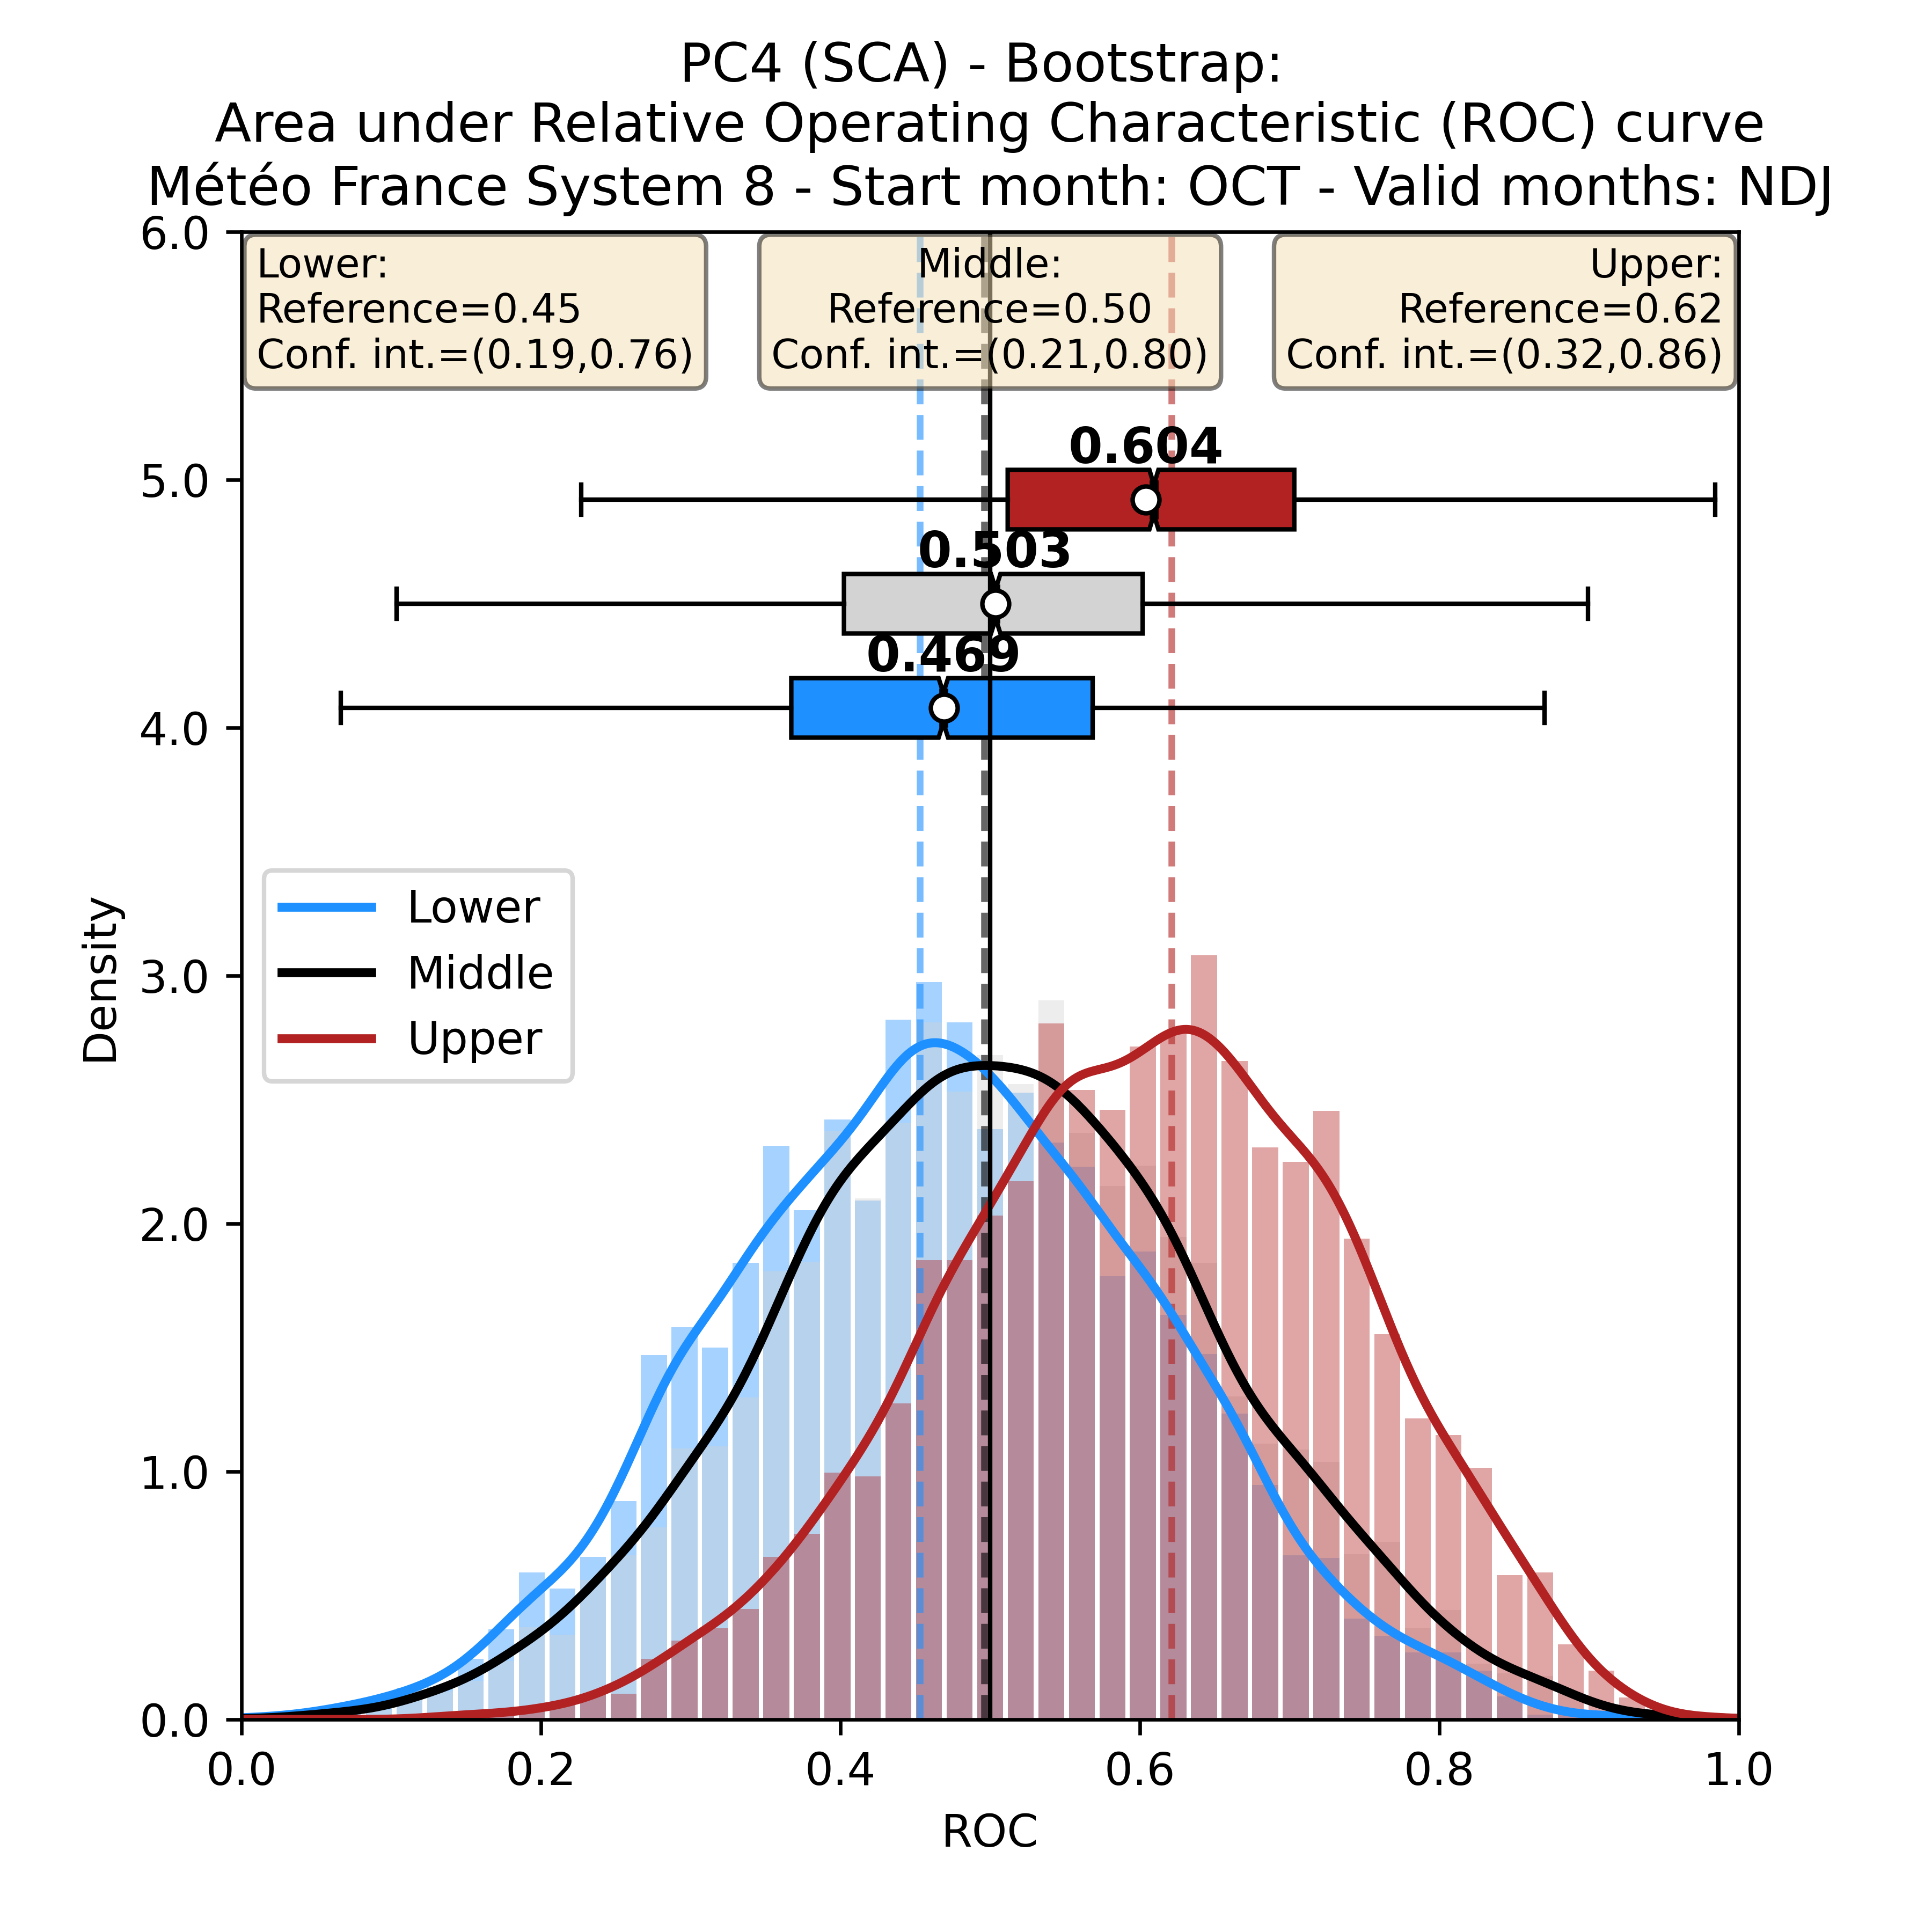 PC4 (SCA) - Bootstrap:
Area under Relative Operating Characteristic (ROC) curve
Météo France System 8 - Start month: OCT - Valid months: NDJ
Lower:
Reference=0.45
Conf. int.=(0.19,0.76)
Middle:
Reference=0.50
Conf. int.=(0.21,0.80)
Upper:
Reference=0.62
Conf. int.=(0.32,0.86)
0.604
0.503
0.469
6.0
5.0
4.0
3.0
2.0
1.0
0.0
Density
Lower
Middle
Upper
0.0
0.2
0.4
0.6
0.8
1.0
ROC